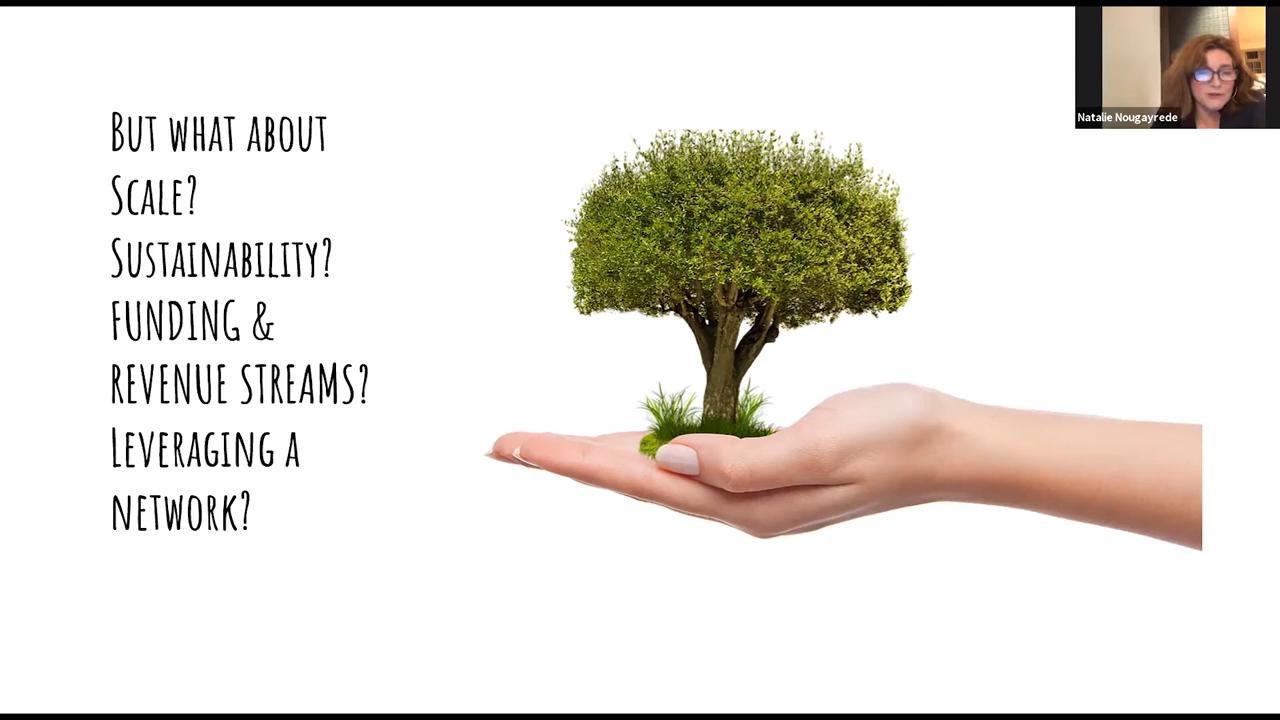 But what about
Scale?
Sustainability?
FUNDING &
REVENUE STREAMS?
Leveraging a
network?
Natalie Nougayrede